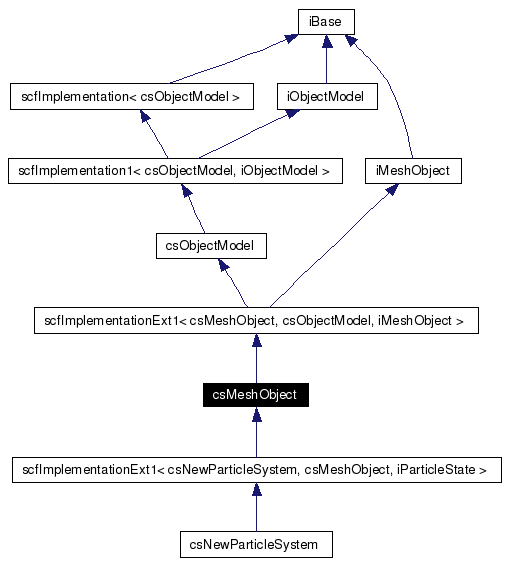 iBase
scfImplementation< csObjectModel >
iObjectModel
scfImplementation1< csObjectModel, iObjectModel >
iMeshObject
csObjectModel
scfImplementationExt1< csMeshObject, csObjectModel, iMeshObject >
csMeshObject
scfImplementationExt1< csNewParticleSystem, csMeshObject, iParticleState >
csNewParticleSystem